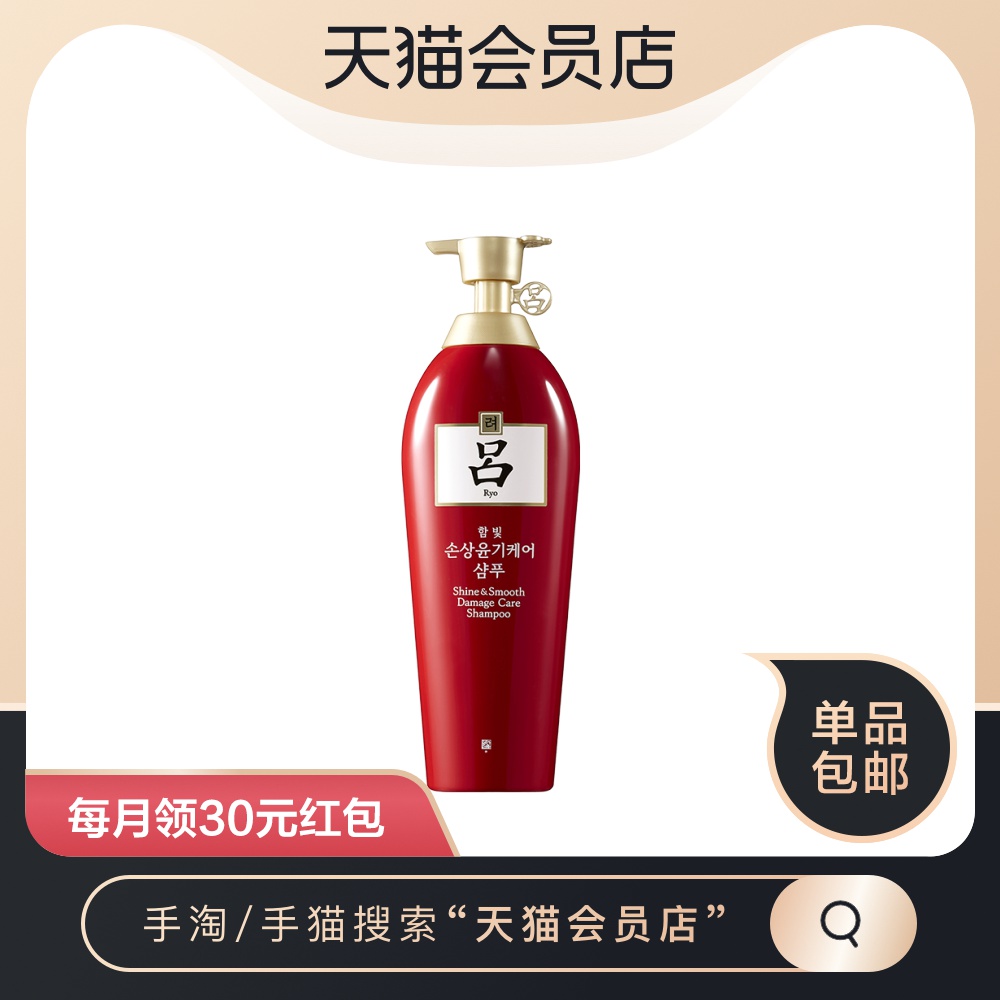 天猫会员店
呂
려
呂
Ryo
함빛
손상윤기케어
샴푸
Shine & Smooth
Damage Care
Shampoo
单品
包邮
每月领30元红包
手淘/手猫搜索“天猫会员店”